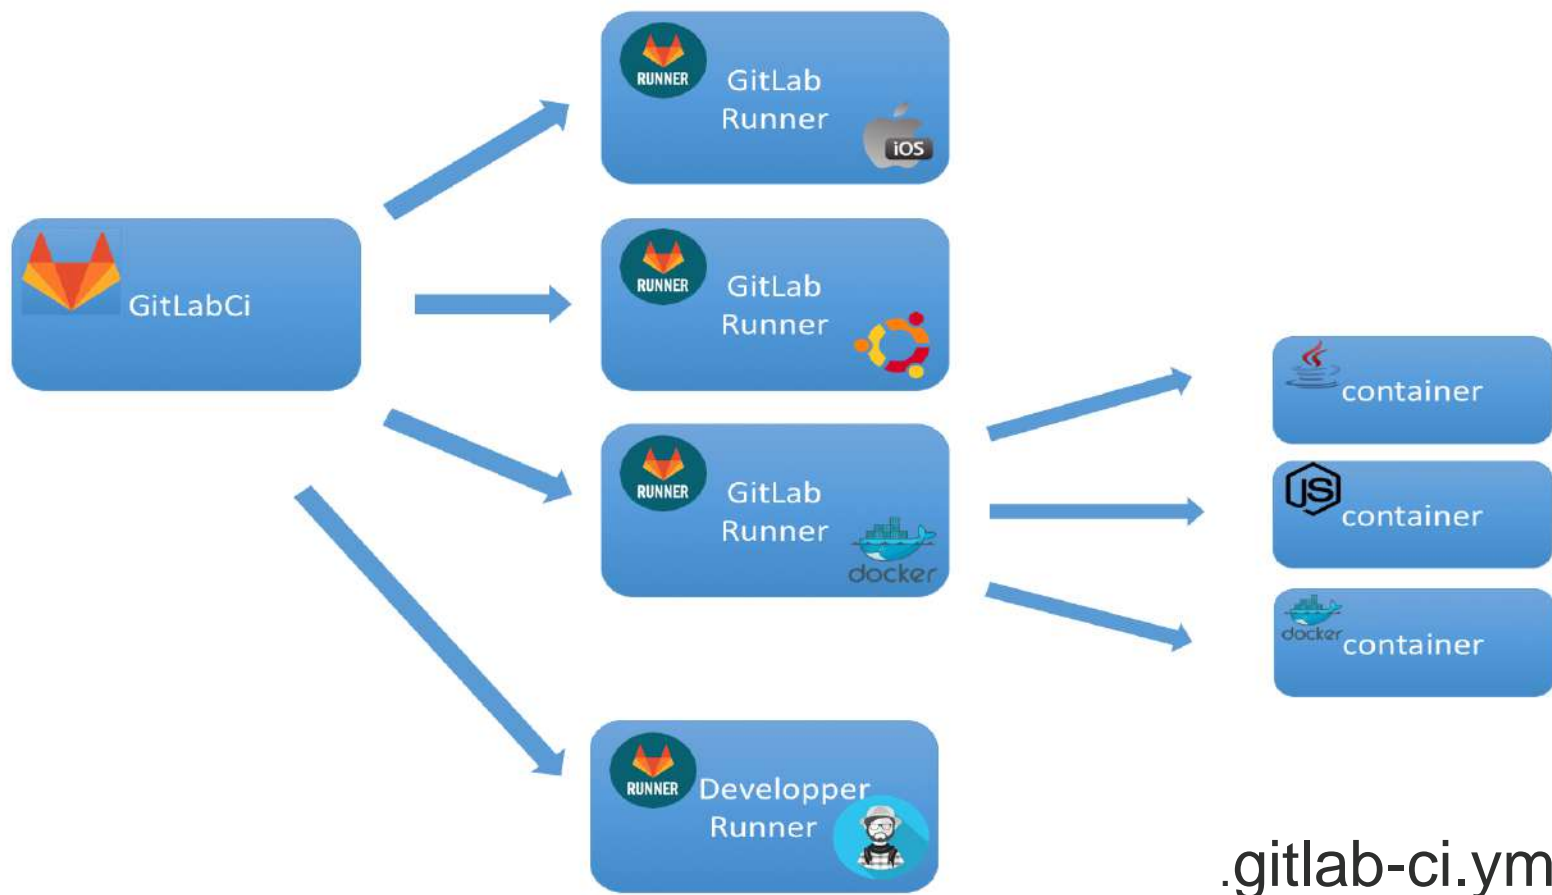 RUNNER
GitLab
Runner
iOS
GitLabCi
RUNNER
GitLab
Runner
RUNNER
GitLab
Runner
docker
container
JS
container
docker
container
RUNNER
Developper
Runner
.gitlab-ci.ym